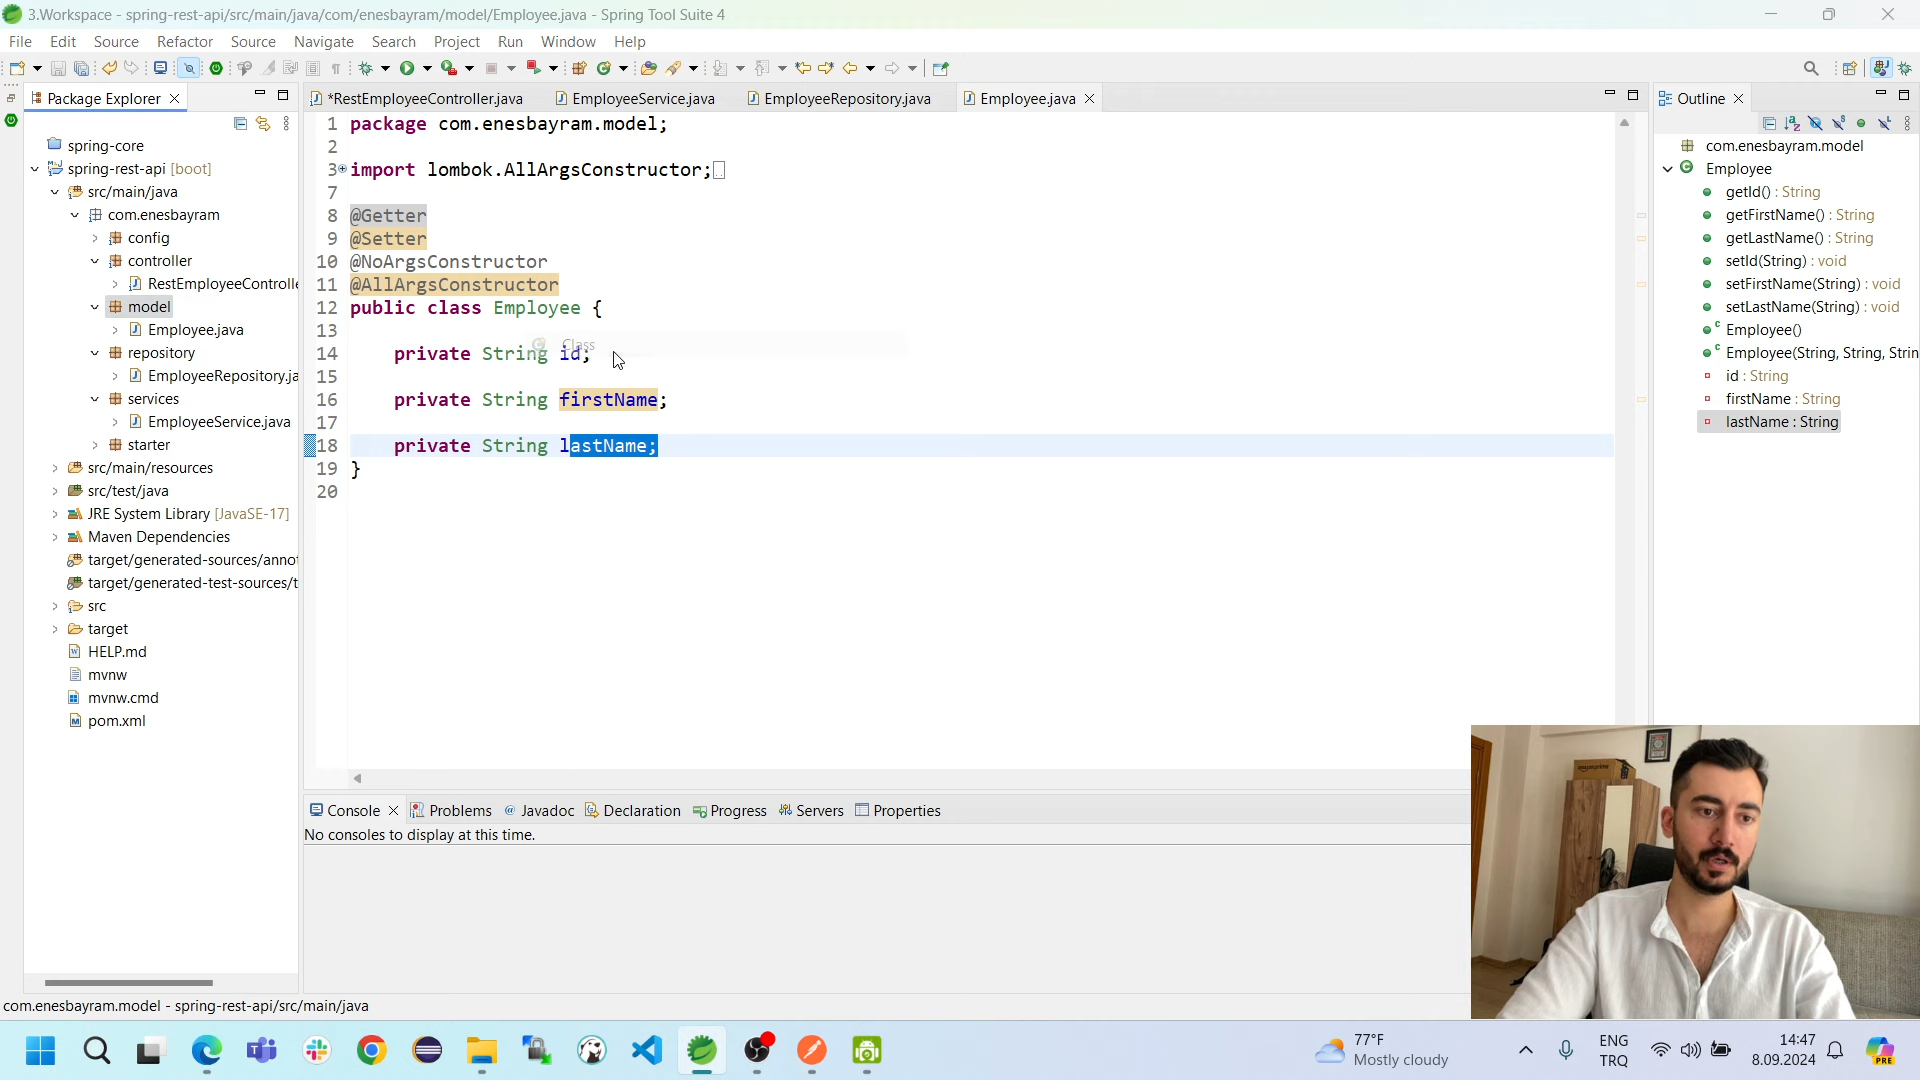 3.Workspace - spring-rest-api/src/main/java/com/enesbayram/model/Employee.java - Spring Tool Suite 4
File Edit Source Refactor Source Navigate Search Project Run Window Help
Package Explorer
*RestEmployeeController.java EmployeeService.java EmployeeRepository.java Employee.java
Outline
spring-core
spring-rest-api [boot]
src/main/java
com.enesbayram
config
controller
RestEmployeeControlle
model
Employee.java
repository
EmployeeRepository.ja
services
EmployeeService.java
starter
src/main/resources
src/test/java
JRE System Library [JavaSE-17]
Maven Dependencies
target/generated-sources/annot
target/generated-test-sources/t
src
target
HELP.md
mvnw
mvnw.cmd
pom.xml
1 package com.enesbayram.model;
2
3 import lombok.AllArgsConstructor;
7
8 @Getter
9 @Setter
10 @NoArgsConstructor
11 @AllArgsConstructor
12 public class Employee {
13
Class
14 private String id;
15
16 private String firstName;
17
18 private String lastName;
19 }
20
com.enesbayram.model
Employee
getId() : String
getFirstName() : String
getLastName() : String
setId(String) : void
setFirstName(String) : void
setLastName(String) : void
Employee()
Employee(String, String, Strin
id : String
firstName : String
lastName : String
Console Problems Javadoc Declaration Progress Servers Properties
No consoles to display at this time.
com.enesbayram.model - spring-rest-api/src/main/java
77°F
Mostly cloudy
ENG
TRQ
14:47
8.09.2024
PRE